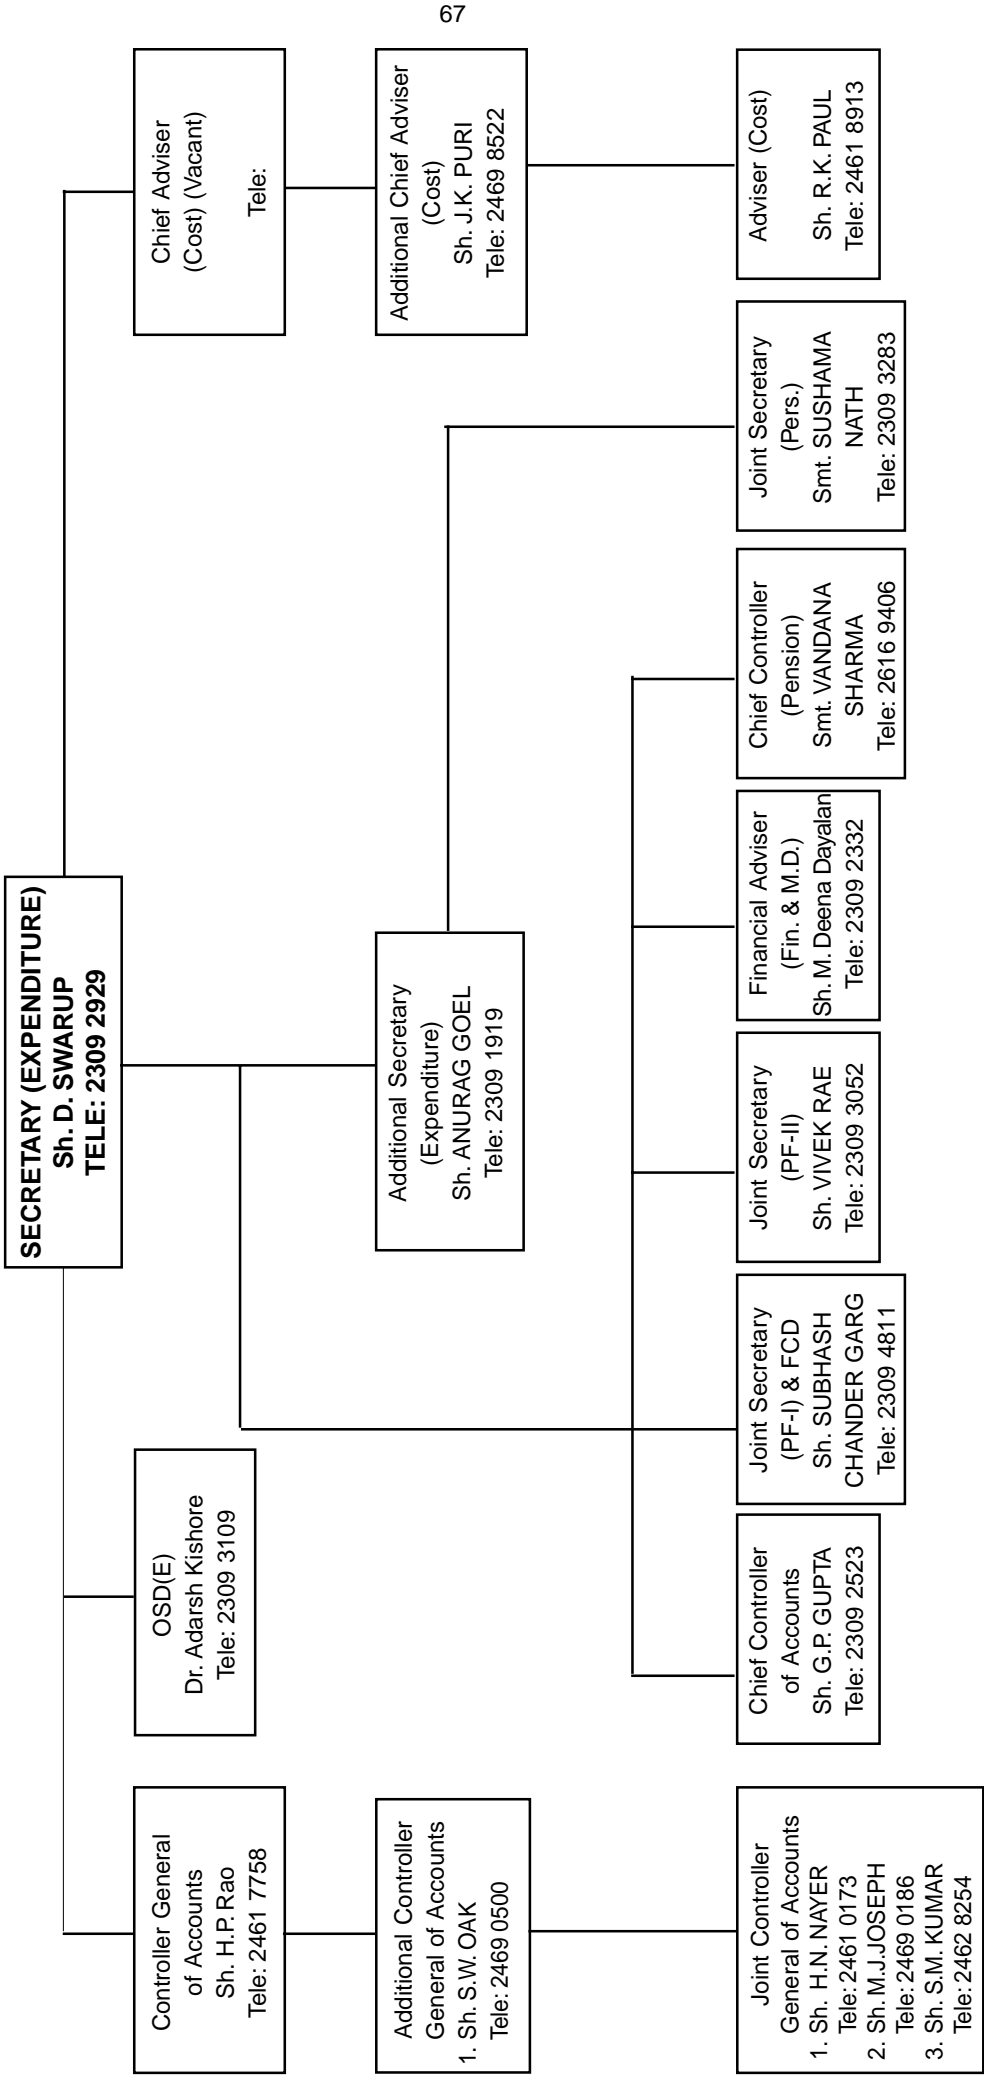 67
SECRETARY (EXPENDITURE)
Sh. D. SWARUP
TELE: 2309 2929
Controller General
of Accounts
Sh. H.P. Rao
Tele: 2461 7758
OSD(E)
Dr. Adarsh Kishore
Tele: 2309 3109
Chief Adviser
(Cost) (Vacant)
Tele:
Additional Controller
General of Accounts
1. Sh. S.W. OAK
Tele: 2469 0500
Additional Secretary
(Expenditure)
Sh. ANURAG GOEL
Tele: 2309 1919
Additional Chief Adviser
(Cost)
Sh. J.K. PURI
Tele: 2469 8522
Joint Controller
General of Accounts
1. Sh. H.N. NAYER
Tele: 2461 0173
2. Sh. M.J.JOSEPH
Tele: 2469 0186
3. Sh. S.M. KUMAR
Tele: 2462 8254
Chief Controller
of Accounts
Sh. G.P. GUPTA
Tele: 2309 2523
Joint Secretary
(PF-I) & FCD
Sh. SUBHASH
CHANDER GARG
Tele: 2309 4811
Joint Secretary
(PF-II)
Sh. VIVEK RAE
Tele: 2309 3052
Financial Adviser
(Fin. & M.D.)
Sh. M. Deena Dayalan
Tele: 2309 2332
Chief Controller
(Pension)
Smt. VANDANA
SHARMA
Tele: 2616 9406
Joint Secretary
(Pers.)
Smt. SUSHAMA
NATH
Tele: 2309 3283
Adviser (Cost)
Sh. R.K. PAUL
Tele: 2461 8913